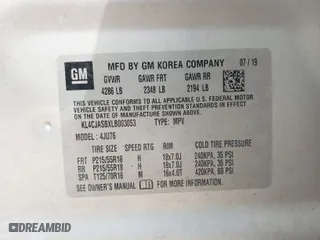 GM
MFD BY GM KOREA COMPANY
07 / 19
GVWR GAWR FRT GAWR RR
4286 LB 2348 LB 2194 LB
THIS VEHICLE CONFORMS TO ALL APPLICABLE U.S. FEDERAL MOTOR
VEHICLE SAFETY, BUMPER, AND THEFT PREVENTION STANDARDS IN
EFFECT ON THE DATE OF MANUFACTURE SHOWN ABOVE.
KL4CJASBXLB003053 TYPE: MPV
MODEL : 4JU76
TIRE SIZE SPEED RTG RIM COLD TIRE PRESSURE
FRT P215/55R18 H 18x7.0J 240KPA, 35 PSI
RR P215/55R18 H 18x7.0J 240KPA, 35 PSI
SPA T125/70R16 M 16x4.0T 420KPA, 60 PSI
SEE OWNER'S MANUAL FOR ADDITIONAL INFORMATION.
DREAMBID